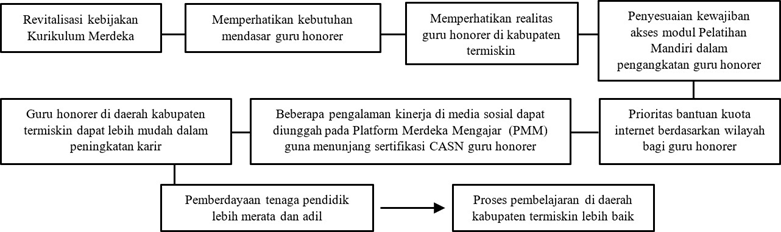 Revitalisasi kebijakan
Kurikulum Merdeka
Memperhatikan kebutuhan
mendasar guru honorer
Memperhatikan realitas
guru honorer di kabupaten
termiskin
Penyesuaian kewajiban
akses modul Pelatihan
Mandiri dalam
pengangkatan guru honorer
Prioritas bantuan kuota
internet berdasarkan wilayah
bagi guru honorer
Beberapa pengalaman kinerja di media sosial dapat
diunggah pada Platform Merdeka Mengajar (PMM)
guna menunjang sertifikasi CASN guru honorer
Guru honorer di daerah kabupaten
termiskin dapat lebih mudah dalam
peningkatan karir
Pemberdayaan tenaga pendidik
lebih merata dan adil
Proses pembelajaran di daerah
kabupaten termiskin lebih baik